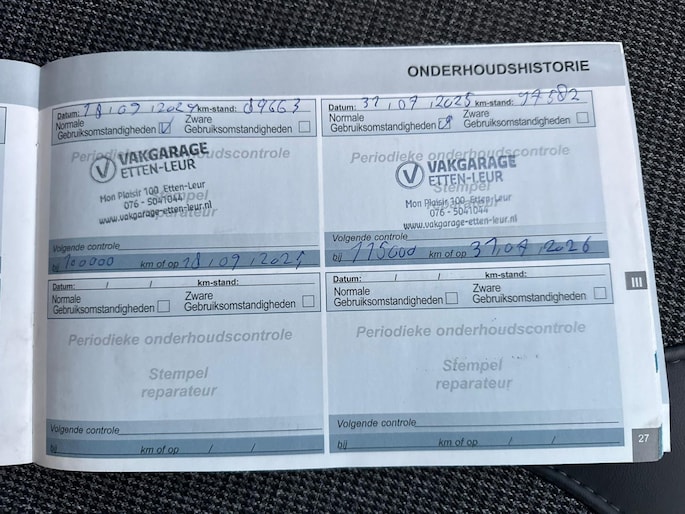 ONDERHOUDSHISTORIE
Datum: 18 / 09 / 2024 km-stand: 89663
Normale Gebruiksomstandigheden ☑ Zware Gebruiksomstandigheden ☐
Periodieke onderhoudscontrole
VAKGARAGE
ETTEN-LEUR
Stempel
reparateur
Mon Plaisir 100, Etten-Leur
076 - 5041044
www.vakgarage-etten-leur.nl
Volgende controle
bij 100000 km of op 18 / 09 / 2025
Datum: 31 / 07 / 2025 km-stand: 97582
Normale Gebruiksomstandigheden ☑ Zware Gebruiksomstandigheden ☐
Periodieke onderhoudscontrole
VAKGARAGE
ETTEN-LEUR
Stempel
reparateur
Mon Plaisir 100, Etten-Leur
076 - 5041044
www.vakgarage-etten-leur.nl
Volgende controle
bij 115000 km of op 31 / 07 / 2026
Datum: / / km-stand:
Normale Gebruiksomstandigheden ☐ Zware Gebruiksomstandigheden ☐
Periodieke onderhoudscontrole
Stempel
reparateur
Volgende controle
bij km of op / /
Datum: / / km-stand:
Normale Gebruiksomstandigheden ☐ Zware Gebruiksomstandigheden ☐
Periodieke onderhoudscontrole
Stempel
reparateur
Volgende controle
bij km of op / /
III
27